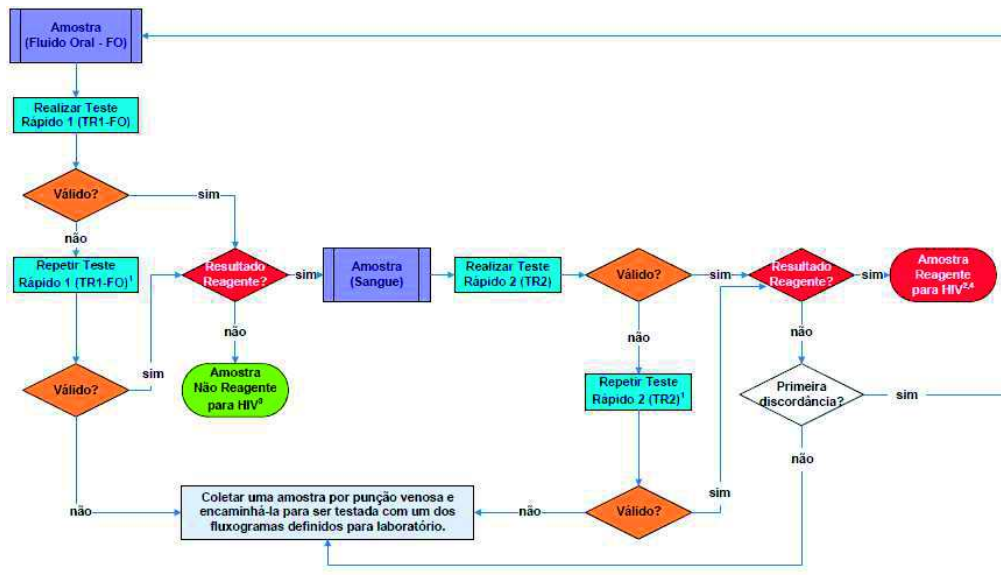 Amostra
(Fluido Oral - FO)
Realizar Teste
Rápido 1 (TR1-FO)
Válido?
sim
não
Repetir Teste
Rápido 1 (TR1-FO)¹
Válido?
sim
não
Resultado
Reagente?
sim
não
Amostra
Não Reagente
para HIV³
Amostra
(Sangue)
Realizar Teste
Rápido 2 (TR2)
Válido?
sim
não
Repetir Teste
Rápido 2 (TR2)¹
Válido?
sim
não
Resultado
Reagente?
sim
não
Amostra
Reagente
para HIV²,⁴
Primeira
discordância?
sim
não
Coletar uma amostra por punção venosa e
encaminhá-la para ser testada com um dos
fluxogramas definidos para laboratório.